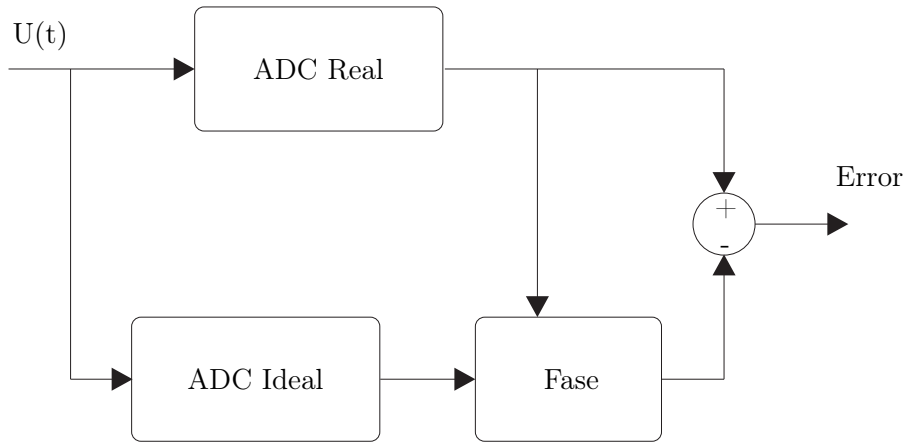 U(t)
ADC Real
Error
+
-
ADC Ideal
Fase